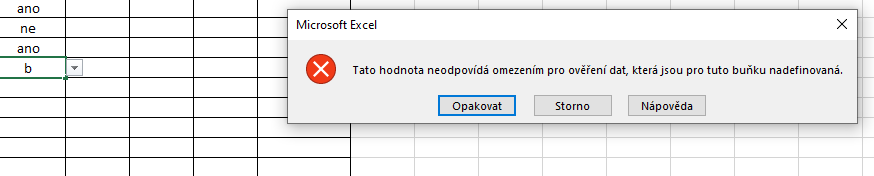 ano
ne
ano
b
Microsoft Excel
Tato hodnota neodpovídá omezením pro ověření dat, která jsou pro tuto buňku nadefinovaná.
Opakovat
Storno
Nápověda